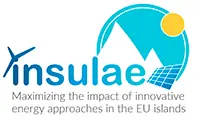 insulae
Maximizing the impact of innovative
energy approaches in the EU islands